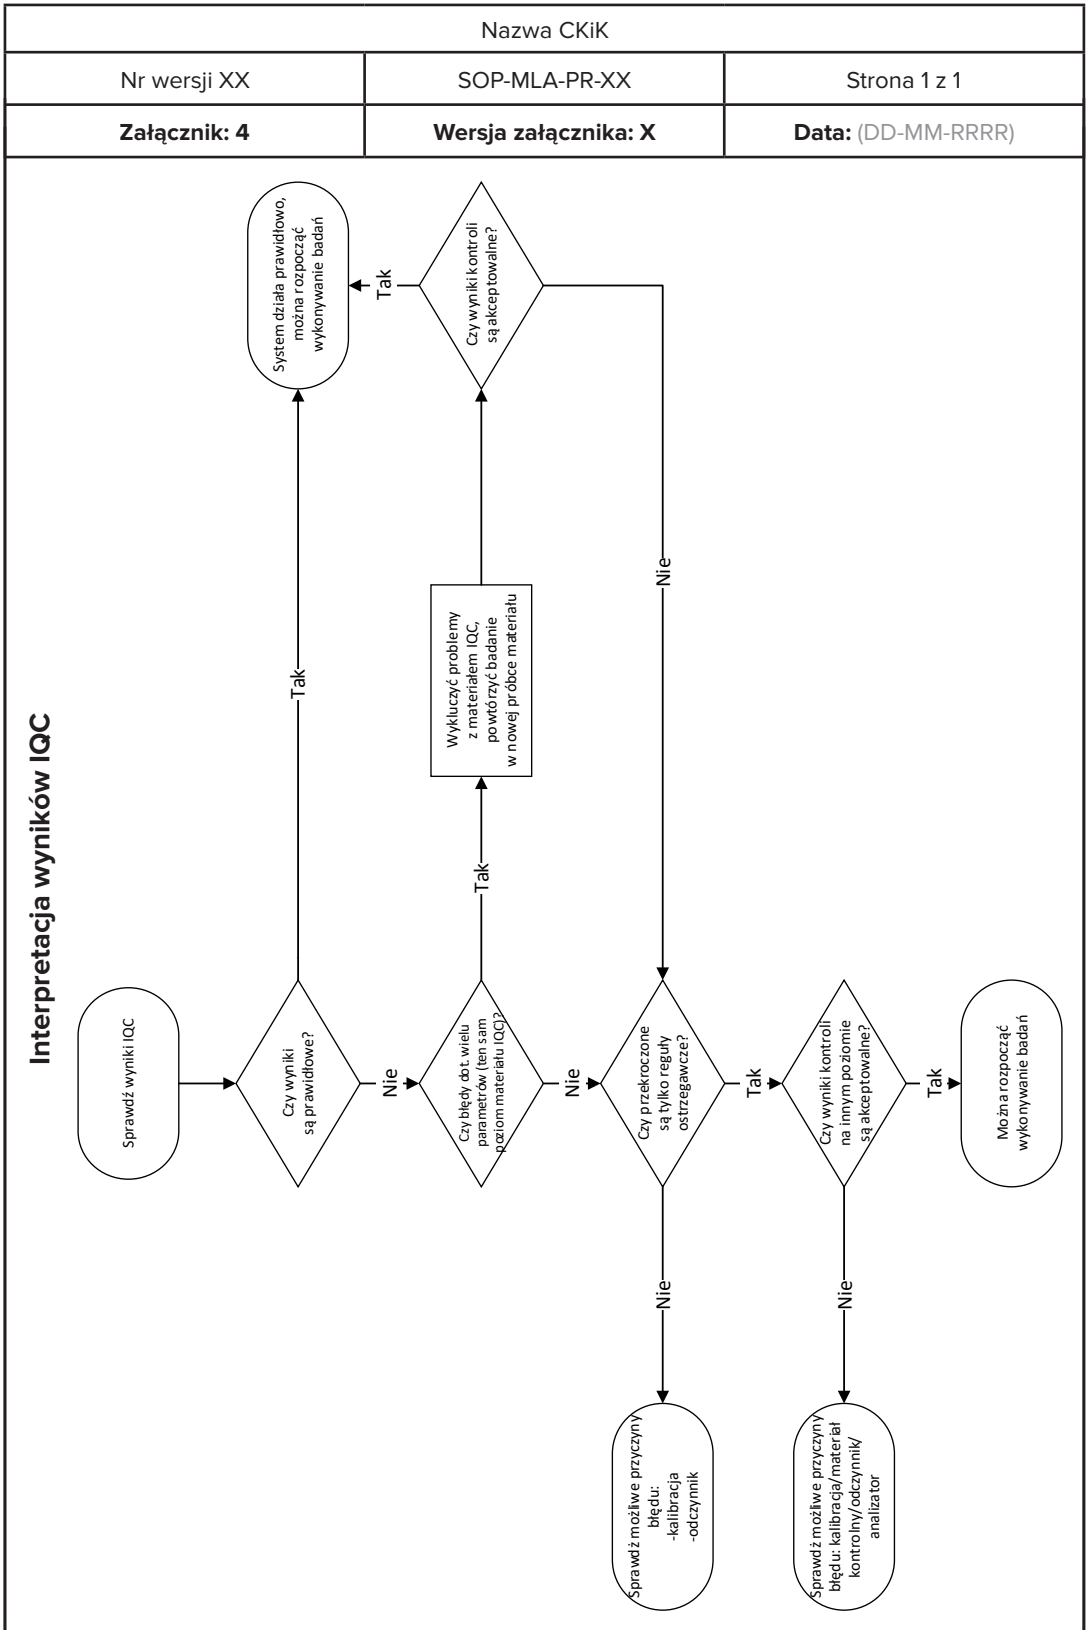 Nazwa CKiK
Nr wersji XX
SOP-MLA-PR-XX
Strona 1 z 1
Załącznik: 4
Wersja załącznika: X
Data: (DD-MM-RRRR)
Interpretacja wyników IQC
Sprawdź wyniki IQC
Czy wyniki
są prawidłowe?
Tak
System działa prawidłowo,
można rozpocząć
wykonywanie badań
Nie
Czy błędy dot. wielu
parametrów (ten sam
poziom materiału IQC)?
Tak
Wykluczyć problemy
z materiałem IQC,
powtórzyć badanie
w nowej próbce materiału
Czy wyniki kontroli
są akceptowalne?
Tak
Nie
Nie
Czy przekroczone
są tylko reguły
ostrzegawcze?
Nie
Sprawdź możliwe przyczyny
błędu:
-kalibracja
-odczynnik
Tak
Czy wyniki kontroli
na innym poziomie
są akceptowalne?
Nie
Sprawdź możliwe przyczyny
błędu: kalibracja/materiał
kontrolny/odczynnik/
analizator
Tak
Można rozpocząć
wykonywanie badań